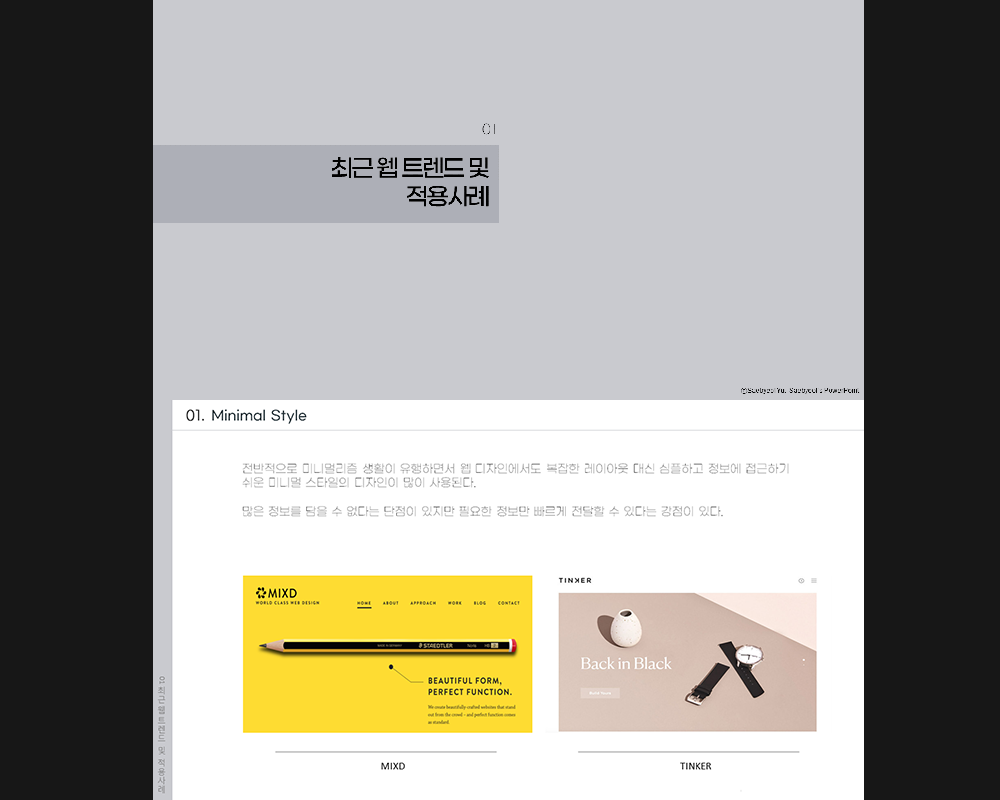 01
최근 웹 트렌드 및
적용사례
©Saebyeol Yu. Saebyeol's PowerPoint
01. Minimal Style
전반적으로 미니멀리즘 생활이 유행하면서 웹 디자인에서도 복잡한 레이아웃 대신 심플하고 정보에 접근하기
쉬운 미니멀 스타일의 디자인이 많이 사용된다.
많은 정보를 담을 수 없다는 단점이 있지만 필요한 정보만 빠르게 전달할 수 있다는 강점이 있다.
MIXD
WORLD CLASS WEB DESIGN
HOME ABOUT APPROACH WORK BLOG CONTACT
STAEDTLER
BEAUTIFUL FORM,
PERFECT FUNCTION.
We create beautifully crafted websites that stand
out from the crowd - and perfect function comes
as standard.
TINKER
Back in Black
MIXD
TINKER
01 최근 웹 트렌드 및 적용사례